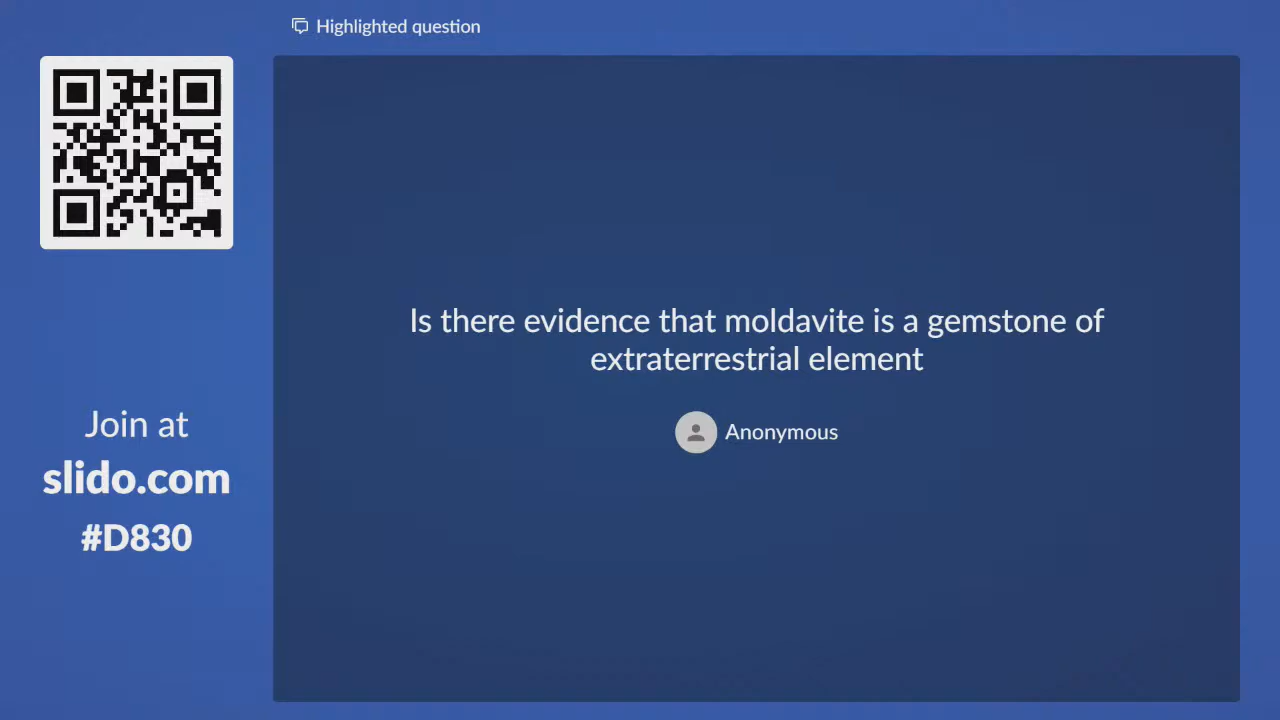 Highlighted question
Is there evidence that moldavite is a gemstone of
extraterrestrial element
Anonymous
Join at
slido.com
#D830